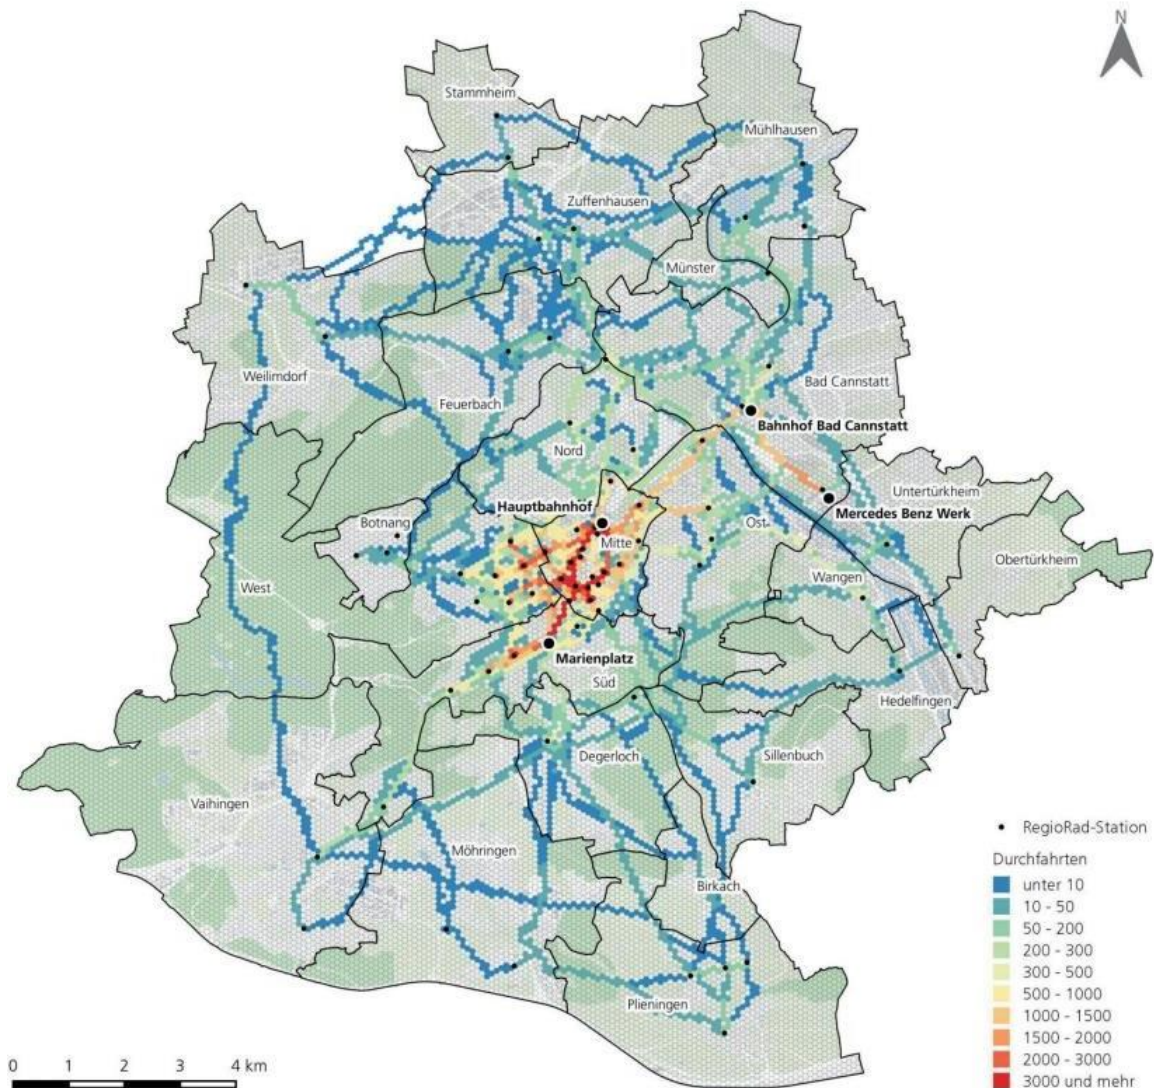 N
Stammheim
Mühlhausen
Zuffenhausen
Münster
Weilimdorf
Bad Cannstatt
Feuerbach
Bahnhof Bad Cannstatt
Nord
Untertürkheim
Hauptbahnhof
Mercedes Benz Werk
Botnang
Ost
Mitte
Obertürkheim
Wangen
West
Marienplatz
Süd
Hedelfingen
Degerloch
Sillenbuch
Vaihingen
RegioRad-Station
Möhringen
Durchfahrten
Birkach
unter 10
10 - 50
50 - 200
200 - 300
300 - 500
500 - 1000
Plieningen
1000 - 1500
1500 - 2000
2000 - 3000
3000 und mehr
0 1 2 3 4 km